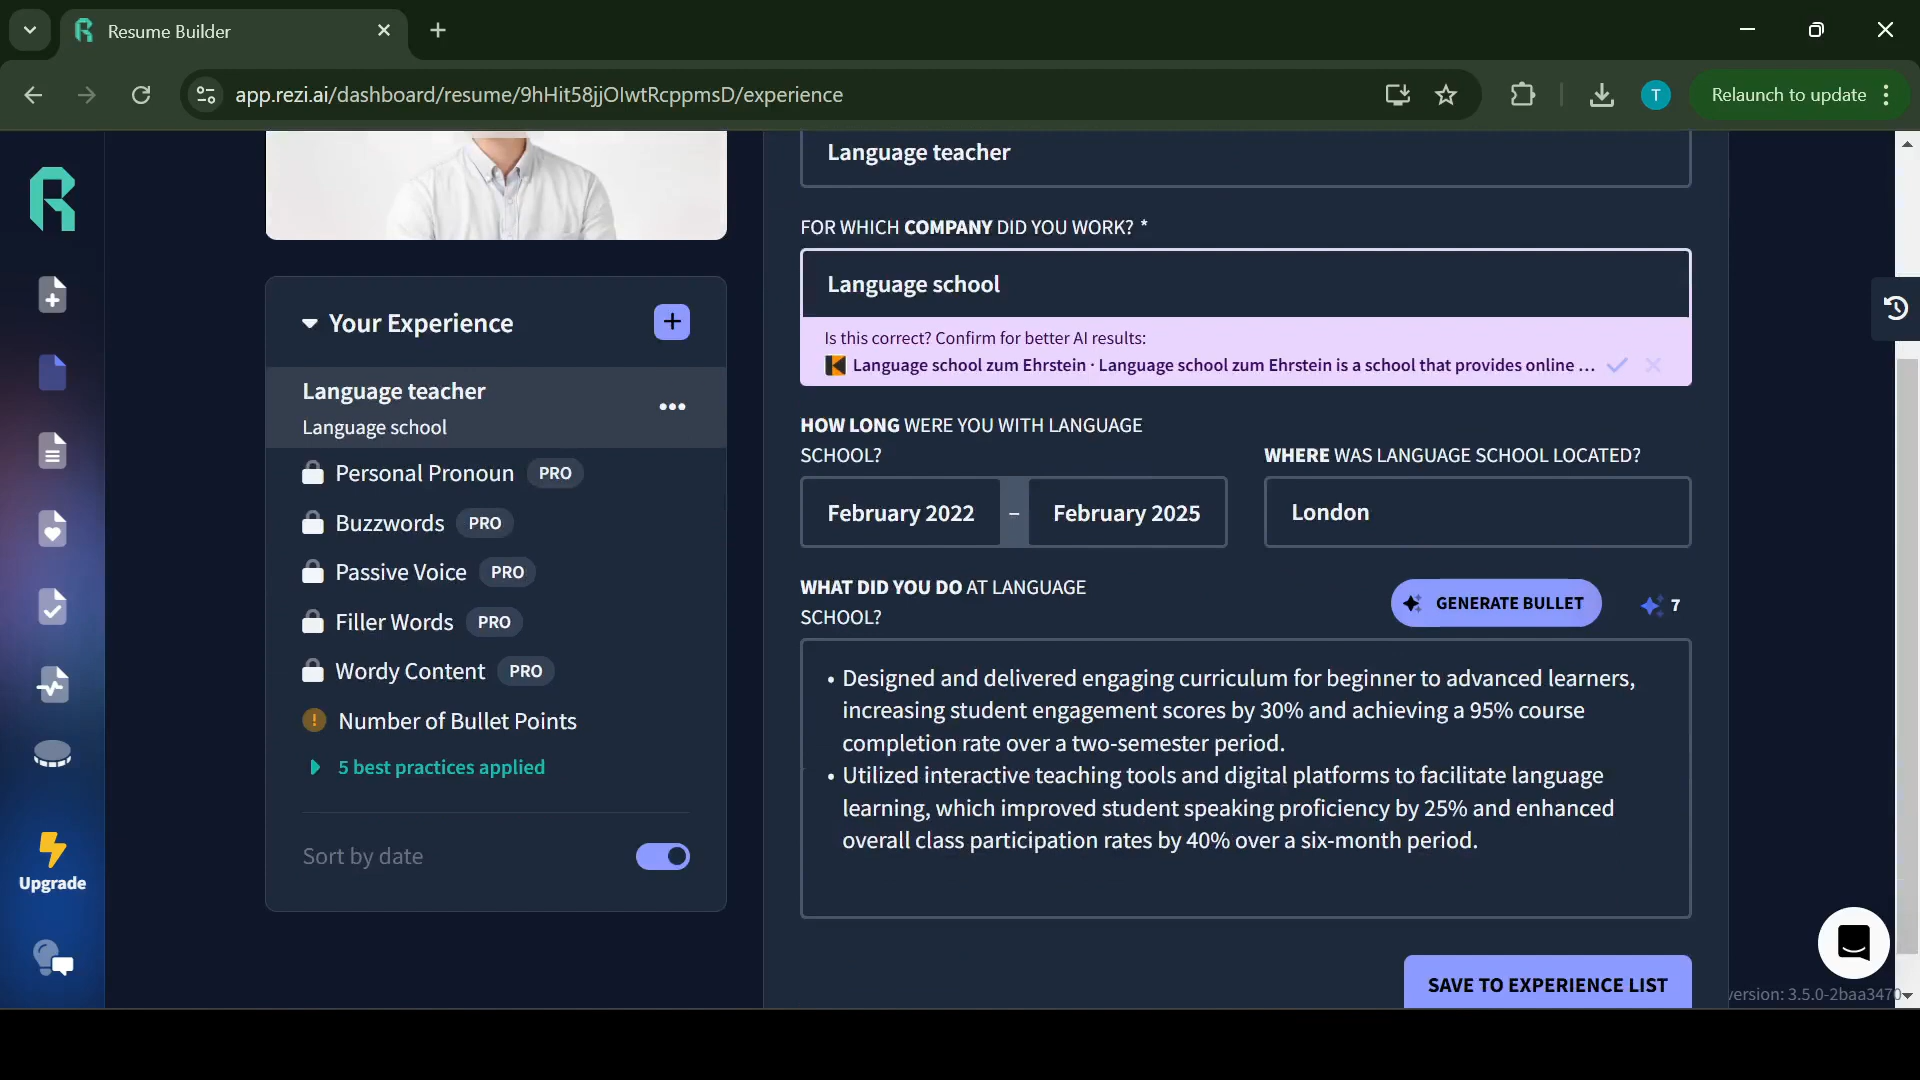 Resume Builder
app.rezi.ai/dashboard/resume/9hHit58jjOIwtRcppmsD/experience
T
Relaunch to update
Language teacher
FOR WHICH COMPANY DID YOU WORK? *
Language school
Is this correct? Confirm for better AI results:
Language school zum Ehrstein · Language school zum Ehrstein is a school that provides online ...
Your Experience
Language teacher
Language school
Personal Pronoun PRO
Buzzwords PRO
Passive Voice PRO
Filler Words PRO
Wordy Content PRO
Number of Bullet Points
5 best practices applied
Sort by date
HOW LONG WERE YOU WITH LANGUAGE
SCHOOL?
WHERE WAS LANGUAGE SCHOOL LOCATED?
February 2022 – February 2025
London
WHAT DID YOU DO AT LANGUAGE
SCHOOL?
GENERATE BULLET
7
• Designed and delivered engaging curriculum for beginner to advanced learners,
increasing student engagement scores by 30% and achieving a 95% course
completion rate over a two-semester period.
• Utilized interactive teaching tools and digital platforms to facilitate language
learning, which improved student speaking proficiency by 25% and enhanced
overall class participation rates by 40% over a six-month period.
SAVE TO EXPERIENCE LIST
Upgrade
version: 3.5.0-2baa3470